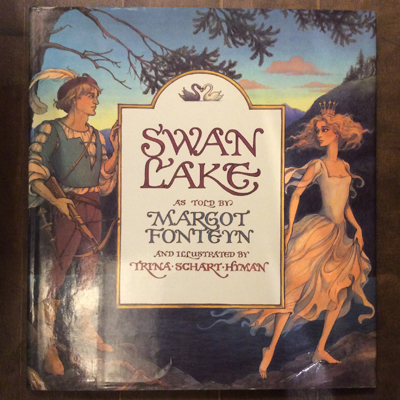 SWAN
LAKE
AS TOLD BY
MARGOT
FONTEYN
AND ILLUSTRATED BY
TRINA • SCHART • HYMAN